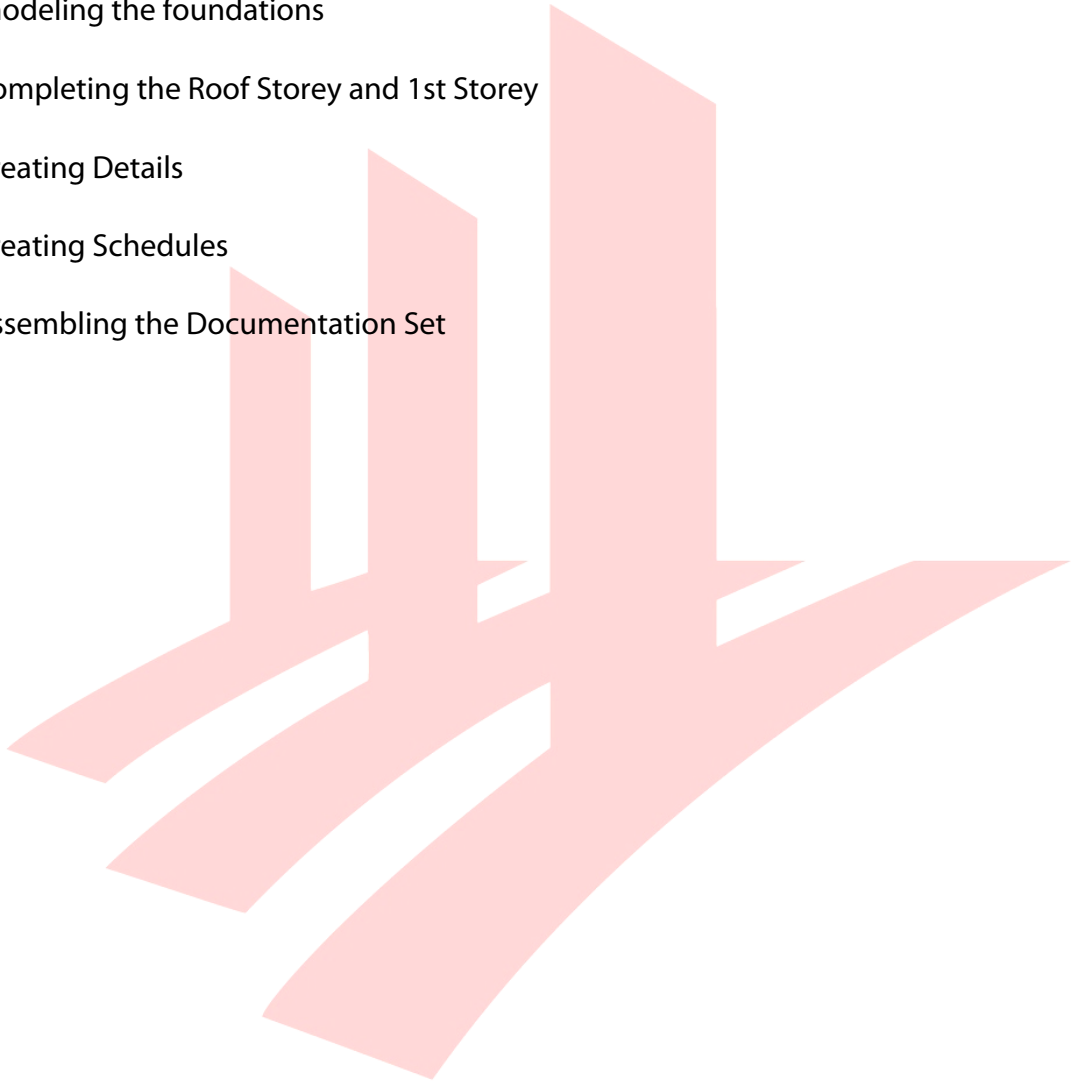 odeling the foundations
ompleting the Roof Storey and 1st Storey
eating Details
eating Schedules
ssembling the Documentation Set